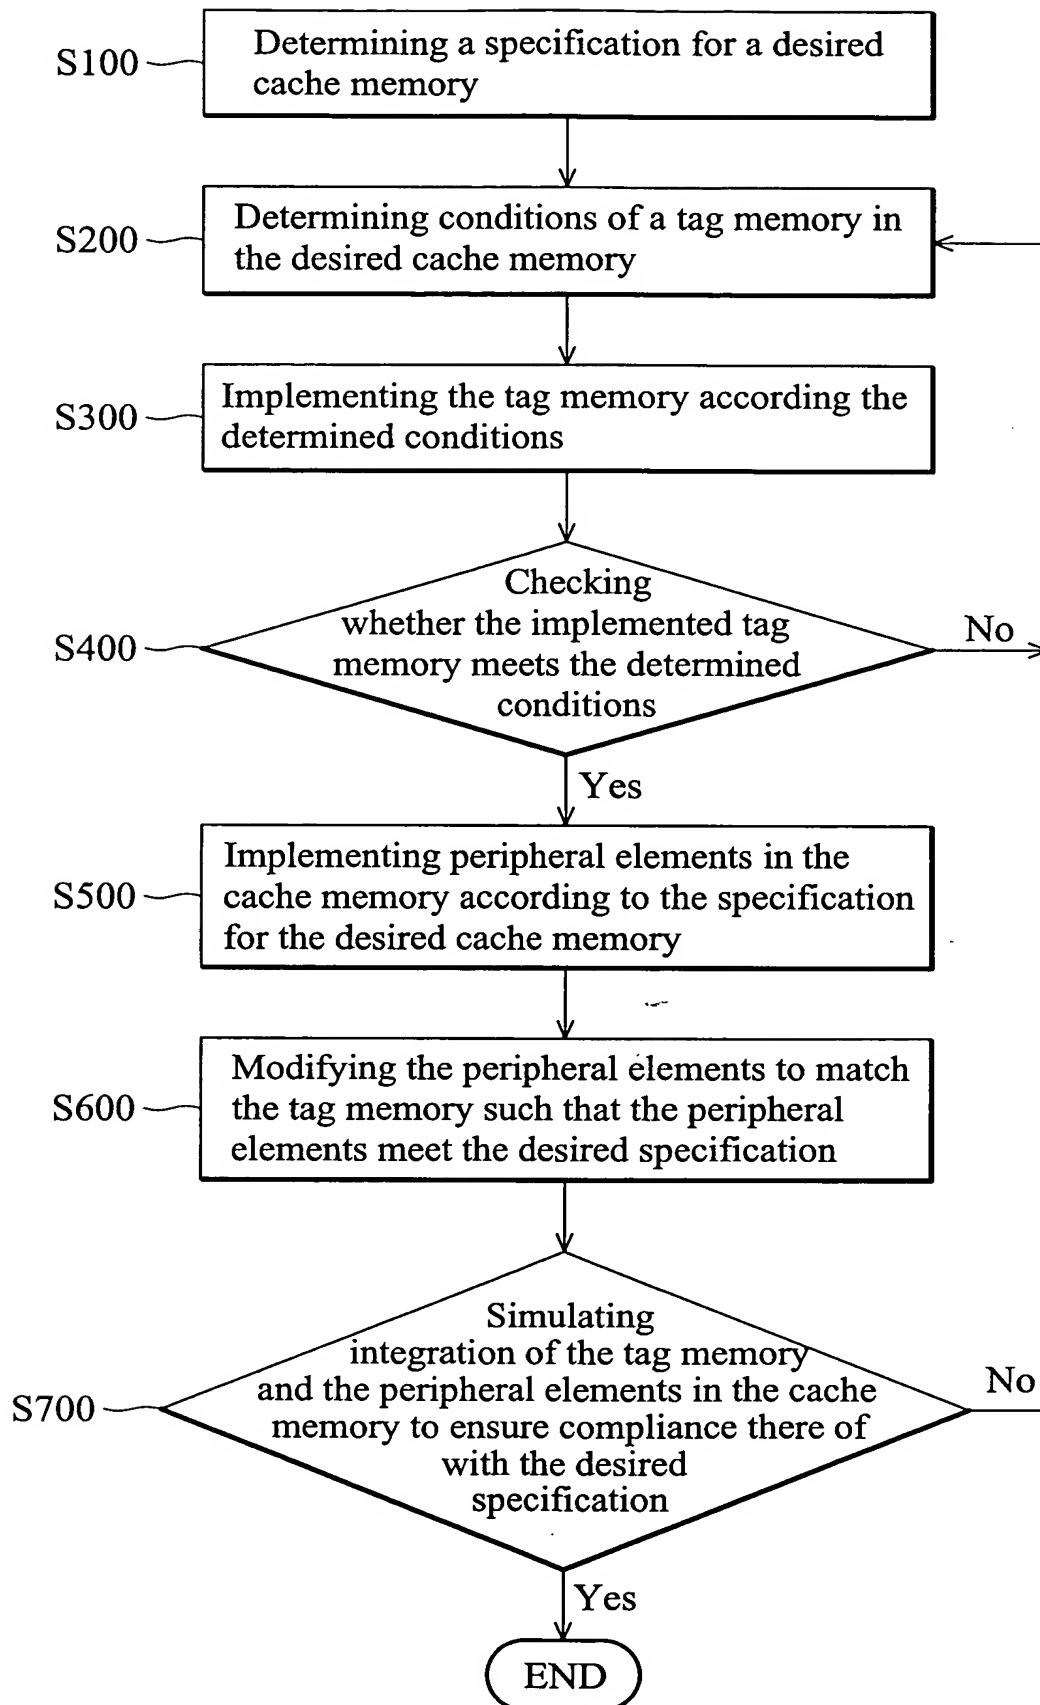 S100
Determining a specification for a desired
cache memory
S200
Determining conditions of a tag memory in
the desired cache memory
S300
Implementing the tag memory according the
determined conditions
S400
Checking
whether the implemented tag
memory meets the determined
conditions
No
Yes
S500
Implementing peripheral elements in the
cache memory according to the specification
for the desired cache memory
S600
Modifying the peripheral elements to match
the tag memory such that the peripheral
elements meet the desired specification
S700
Simulating
integration of the tag memory
and the peripheral elements in the cache
memory to ensure compliance there of
with the desired
specification
No
Yes
END